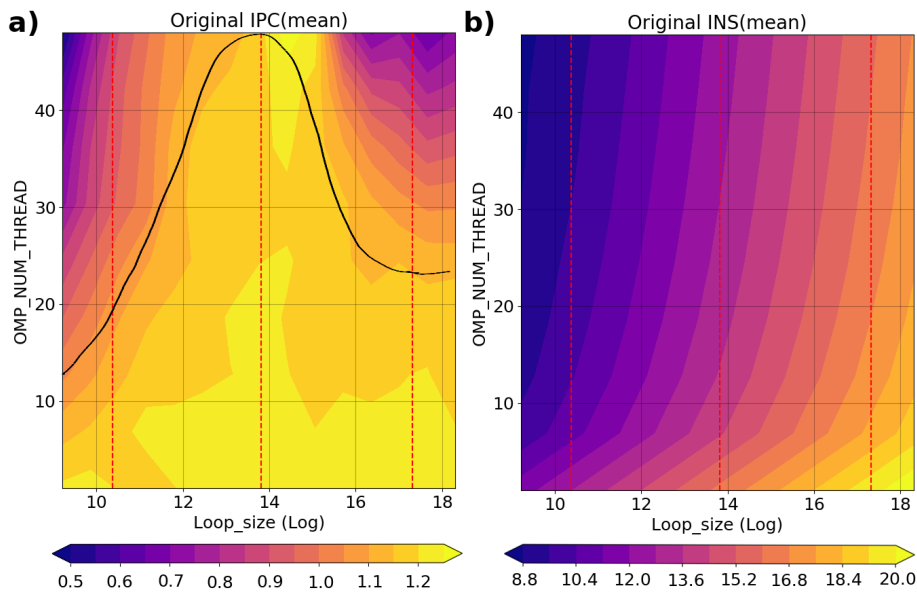 a)
Original IPC(mean)
OMP_NUM_THREAD
40
30
20
10
10 12 14 16 18
Loop_size (Log)
0.5 0.6 0.7 0.8 0.9 1.0 1.1 1.2
b)
Original INS(mean)
OMP_NUM_THREAD
40
30
20
10
10 12 14 16 18
Loop_size (Log)
8.8 10.4 12.0 13.6 15.2 16.8 18.4 20.0